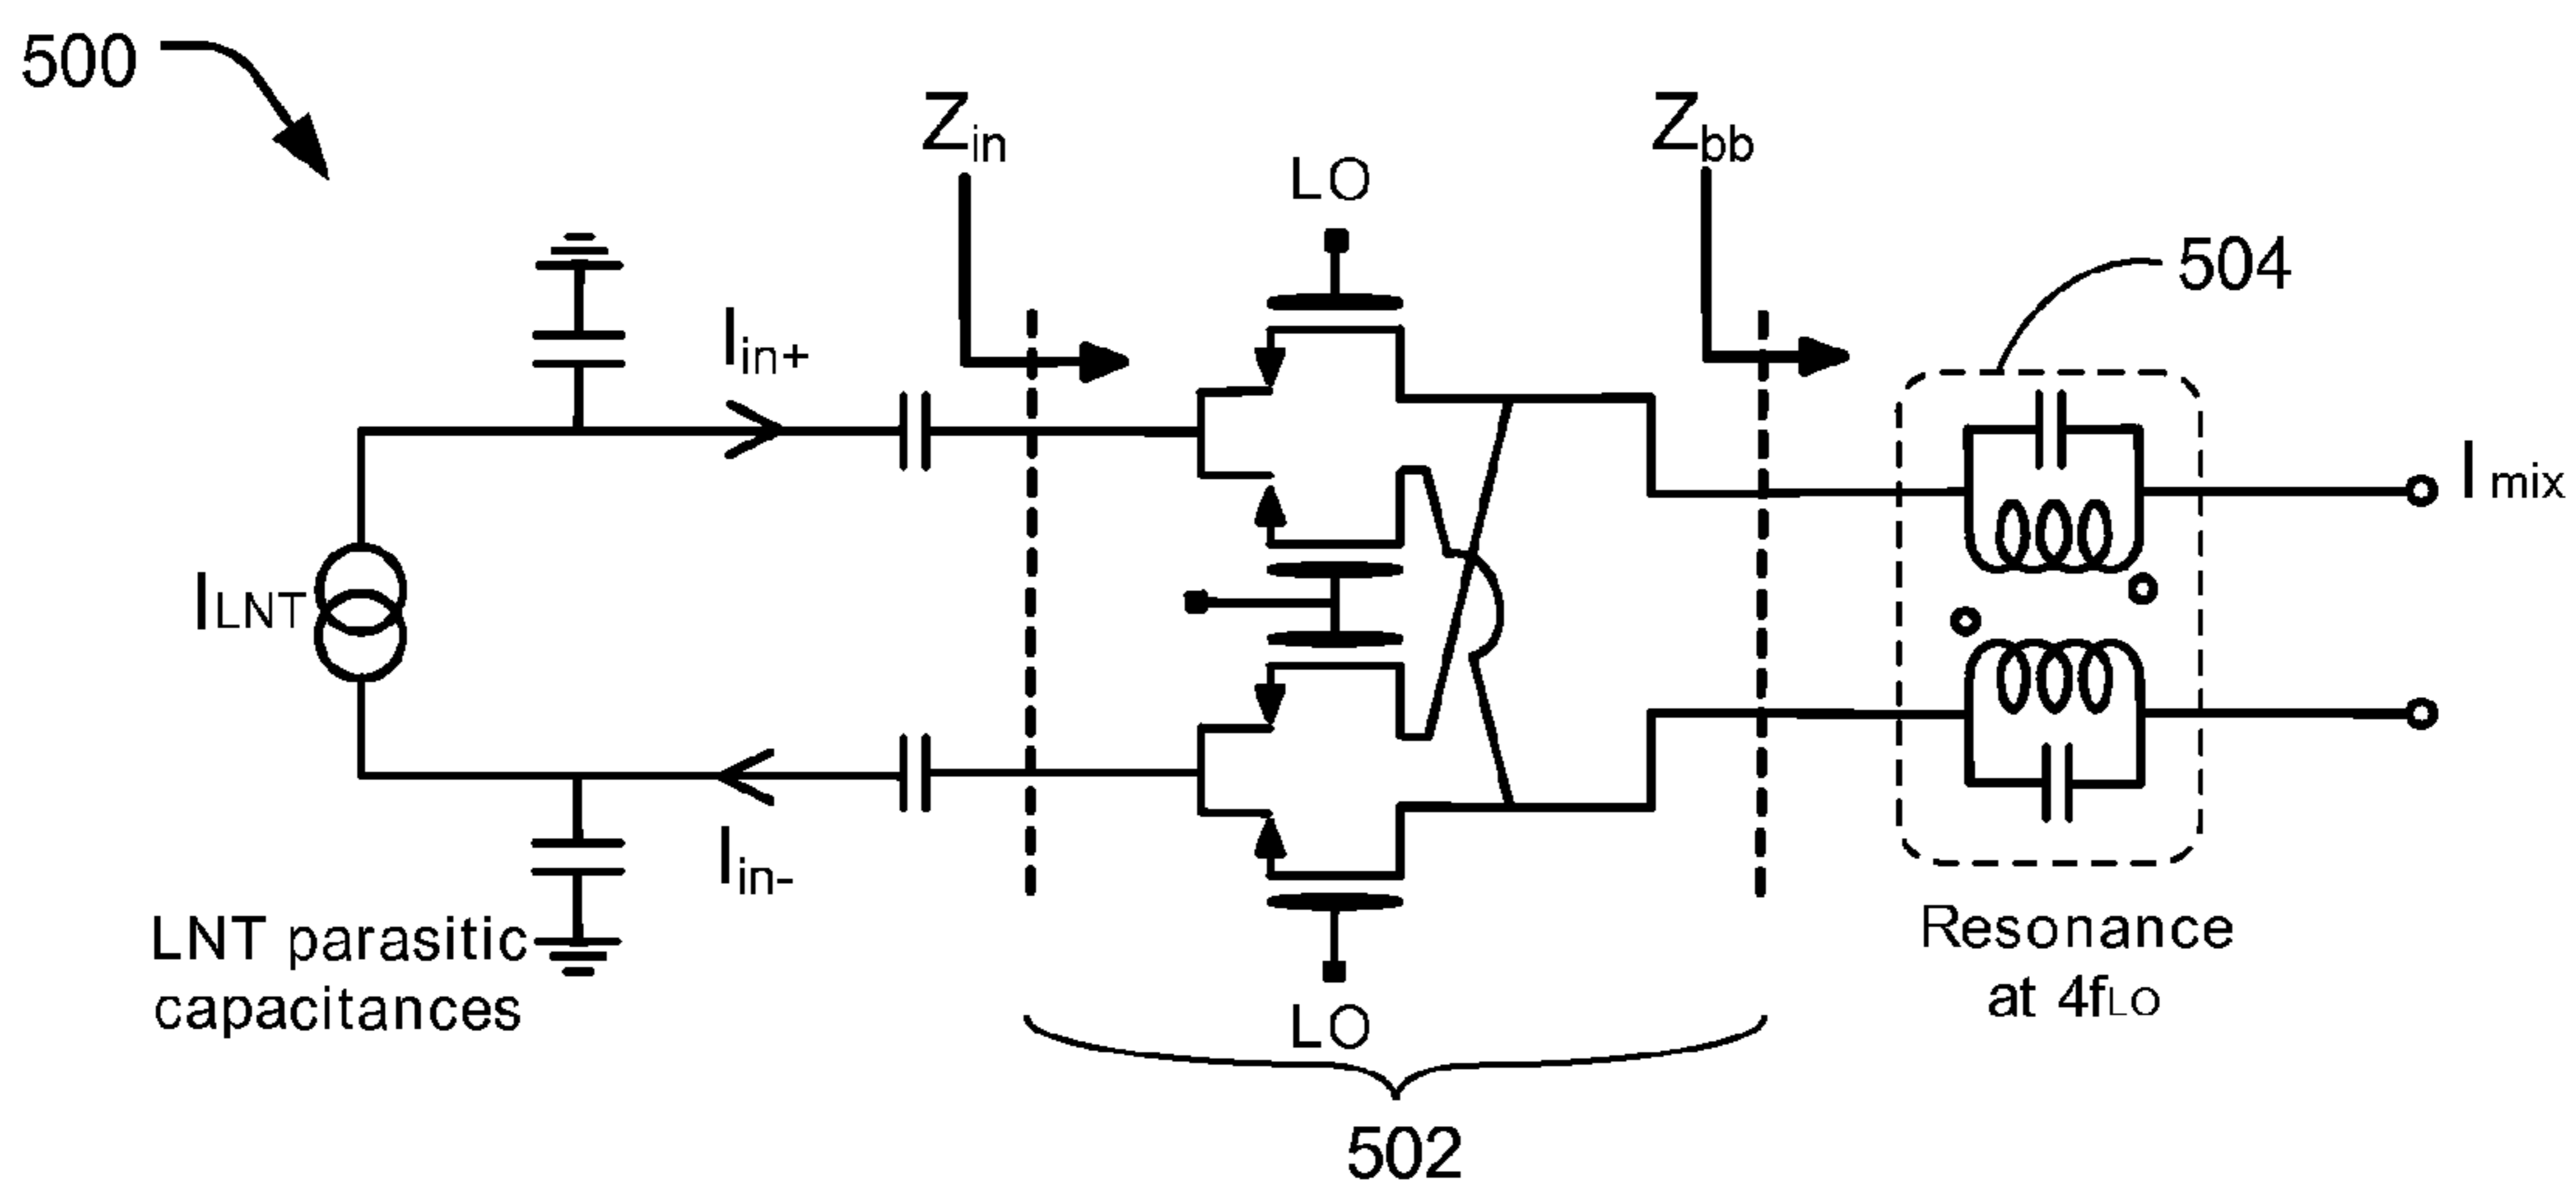 500
Zin
Zbb
LO
504
Iin+
Imix
ILNT
Iin-
LNT parasitic
capacitances
Resonance
at 4fLO
LO
502